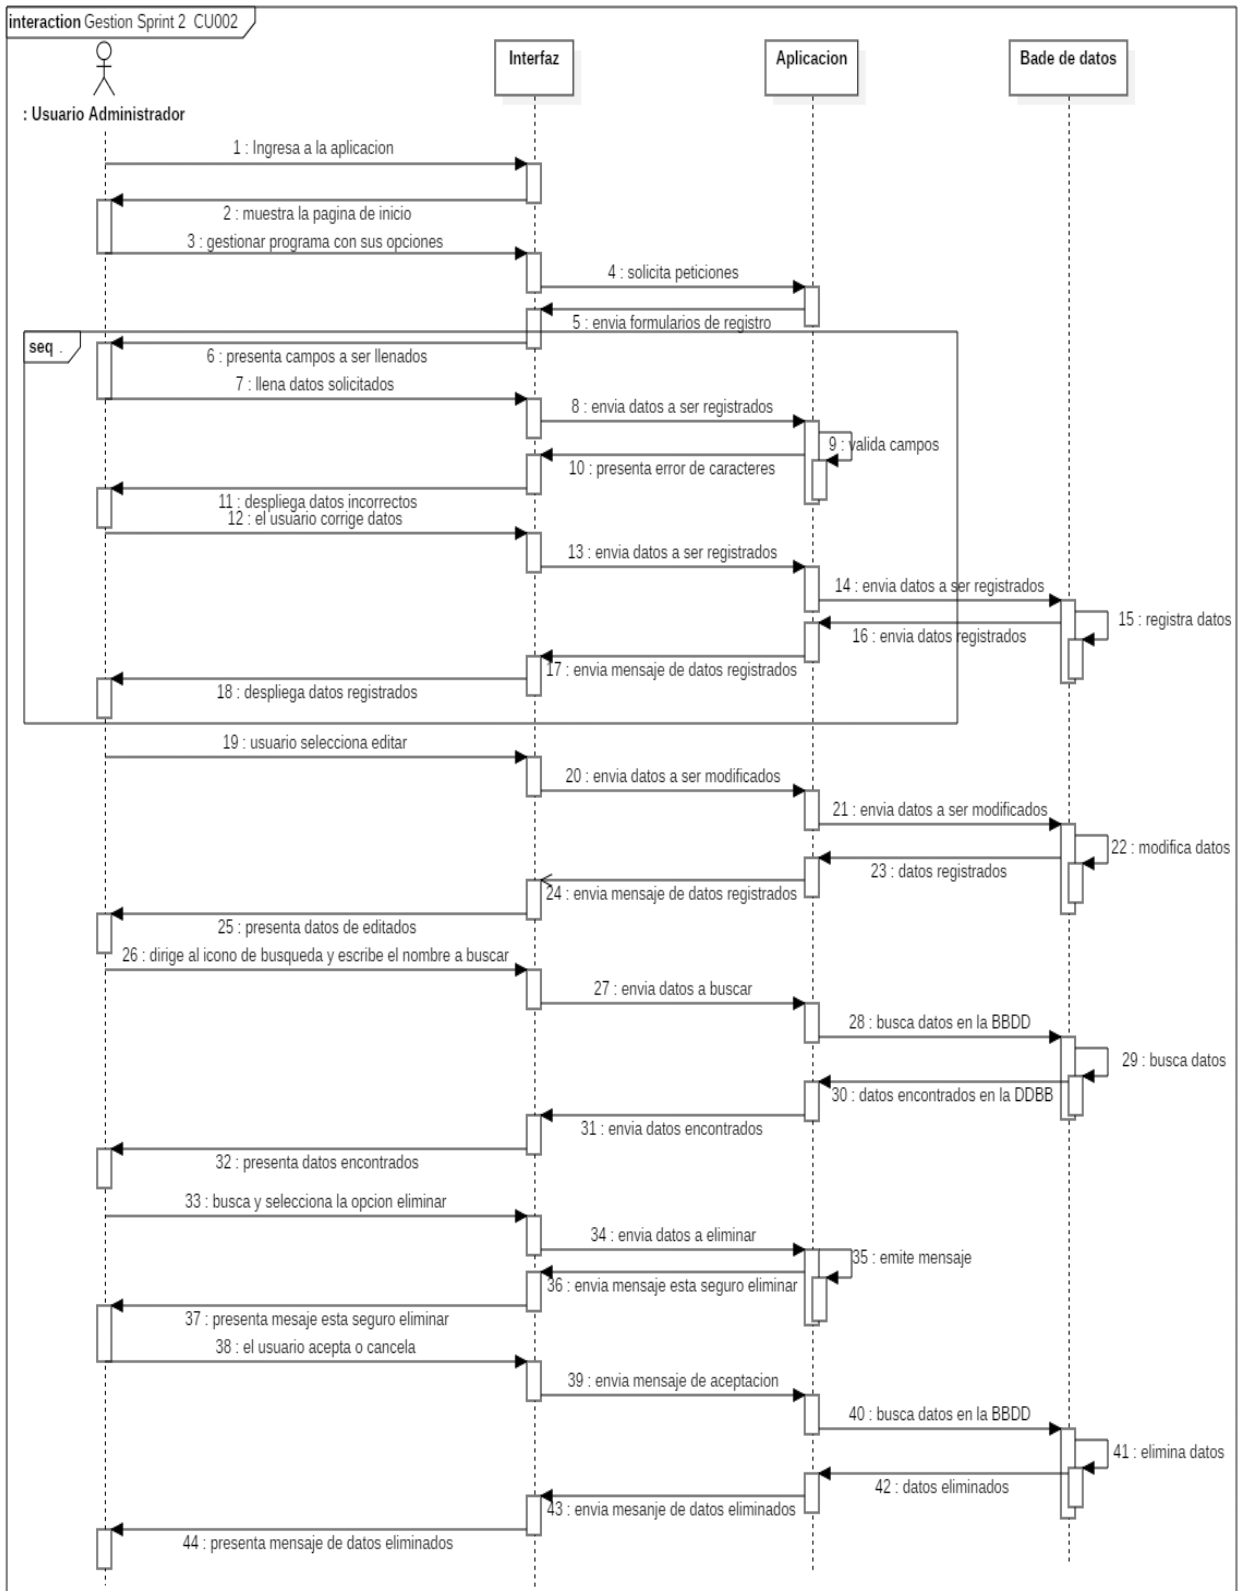 interaction Gestion Sprint 2 CU002
Interfaz
Aplicacion
Bade de datos
: Usuario Administrador
1 : Ingresa a la aplicacion
2 : muestra la pagina de inicio
3 : gestionar programa con sus opciones
4 : solicita peticiones
5 : envia formularios de registro
seq .
6 : presenta campos a ser llenados
7 : llena datos solicitados
8 : envia datos a ser registrados
9 : valida campos
10 : presenta error de caracteres
11 : despliega datos incorrectos
12 : el usuario corrige datos
13 : envia datos a ser registrados
14 : envia datos a ser registrados
15 : registra datos
16 : envia datos registrados
17 : envia mensaje de datos registrados
18 : despliega datos registrados
19 : usuario selecciona editar
20 : envia datos a ser modificados
21 : envia datos a ser modificados
22 : modifica datos
23 : datos registrados
24 : envia mensaje de datos registrados
25 : presenta datos de editados
26 : dirige al icono de busqueda y escribe el nombre a buscar
27 : envia datos a buscar
28 : busca datos en la BBDD
29 : busca datos
30 : datos encontrados en la DDBB
31 : envia datos encontrados
32 : presenta datos encontrados
33 : busca y selecciona la opcion eliminar
34 : envia datos a eliminar
35 : emite mensaje
36 : envia mensaje esta seguro eliminar
37 : presenta mesaje esta seguro eliminar
38 : el usuario acepta o cancela
39 : envia mensaje de aceptacion
40 : busca datos en la BBDD
41 : elimina datos
42 : datos eliminados
43 : envia mesanje de datos eliminados
44 : presenta mensaje de datos eliminados